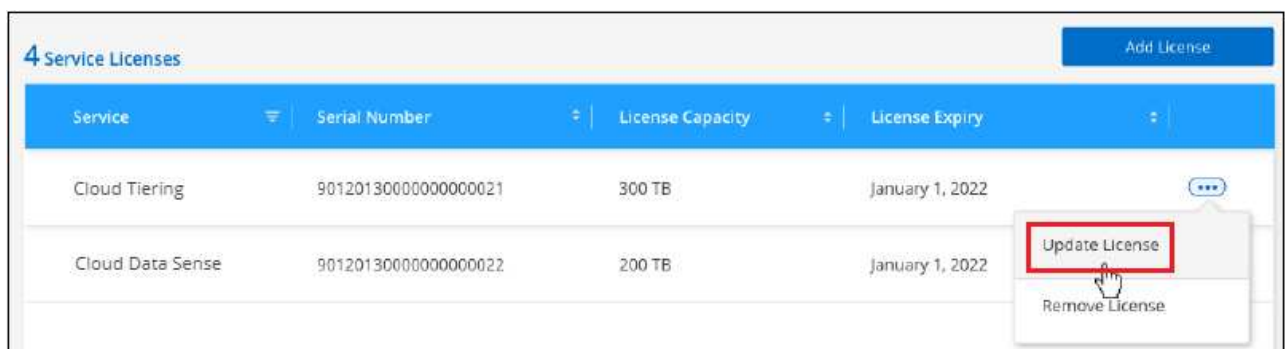 4 Service Licenses
Add License
Service Serial Number License Capacity License Expiry
Cloud Tiering 90120130000000000021 300 TB January 1, 2022
Update License
Cloud Data Sense 90120130000000000022 200 TB January 1, 2022
Remove License